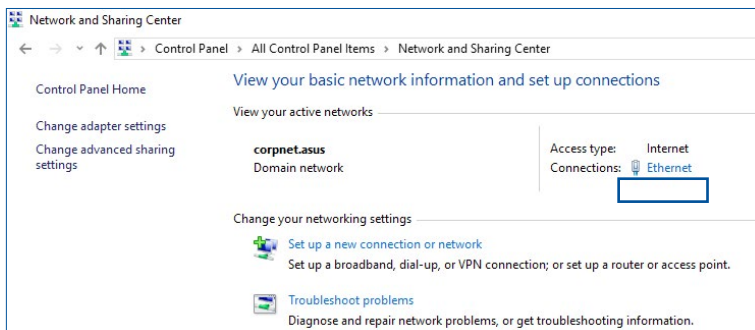 Network and Sharing Center
Control Panel > All Control Panel Items > Network and Sharing Center
Control Panel Home
Change adapter settings
Change advanced sharing
settings
View your basic network information and set up connections
View your active networks
corpnet.asus
Domain network
Access type: Internet
Connections: Ethernet
Change your networking settings
Set up a new connection or network
Set up a broadband, dial-up, or VPN connection; or set up a router or access point.
Troubleshoot problems
Diagnose and repair network problems, or get troubleshooting information.